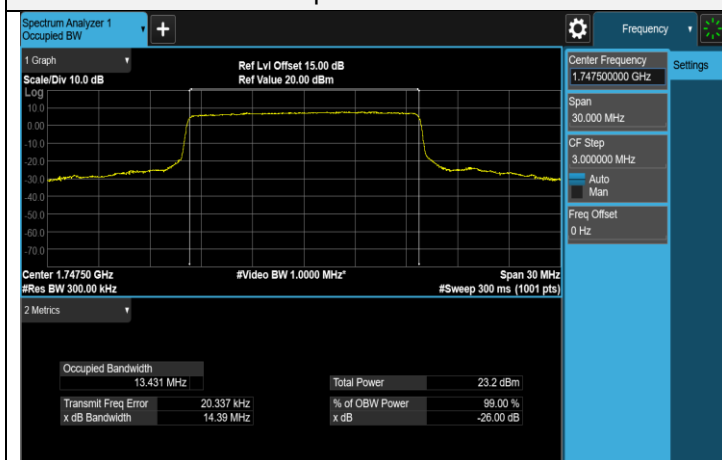 Spectrum Analyzer 1
Occupied BW
+
Frequency
1 Graph
Scale/Div 10.0 dB
Ref Lvl Offset 15.00 dB
Ref Value 20.00 dBm
Log
10.0
0.00
-10.0
-20.0
-30.0
-40.0
-50.0
-60.0
-70.0
Center 1.74750 GHz
#Video BW 1.0000 MHz*
Span 30 MHz
#Res BW 300.00 kHz
#Sweep 300 ms (1001 pts)
Center Frequency
1.747500000 GHz
Settings
Span
30.000 MHz
CF Step
3.000000 MHz
Auto
Man
Freq Offset
0 Hz
2 Metrics
Occupied Bandwidth
13.431 MHz
Total Power 23.2 dBm
Transmit Freq Error 20.337 kHz
% of OBW Power 99.00 %
x dB Bandwidth 14.39 MHz
x dB -26.00 dB